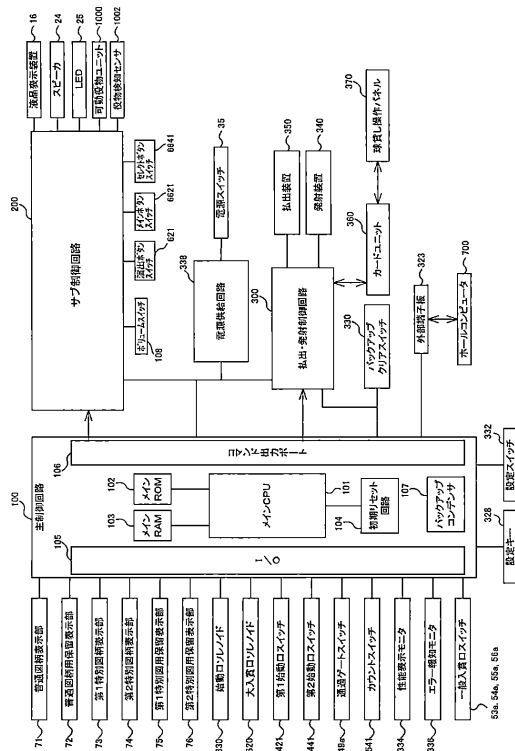 71
普通図柄表示部
72
普通図柄用保留表示部
73
第1特別図柄表示部
74
第2特別図柄表示部
75
第1特別図柄用保留表示部
76
第2特別図柄用保留表示部
始動口ソレノイド
大入賞口ソレノイド
421
第1始動口スイッチ
441
第2始動口スイッチ
49a
通過ゲートスイッチ
541
カウントスイッチ
334
性能表示モニタ
336
エラー報知モニタ
一般入賞口スイッチ
53a, 54a, 55a, 56a
100
主制御回路
105
I/O
103
メイン
RAM
102
メイン
ROM
メインCPU
101
104
初期リセット
回路
107
バックアップ
コンデンサ
106
コマンド出力ポート
328
設定キー
332
設定スイッチ
200
サブ制御回路
16
液晶表示装置
24
スピーカ
25
LED
1000
可動役物ユニット
1002
役物検知センサ
108
ボリュームスイッチ
621
演出ボタン
スイッチ
6621
メインボタン
スイッチ
6641
セレクトボタン
スイッチ
338
電源供給回路
35
電源スイッチ
300
払出・発射制御回路
350
払出装置
340
発射装置
360
カードユニット
370
球貸し操作パネル
330
バックアップ
クリアスイッチ
323
外部端子板
700
ホールコンピュータ